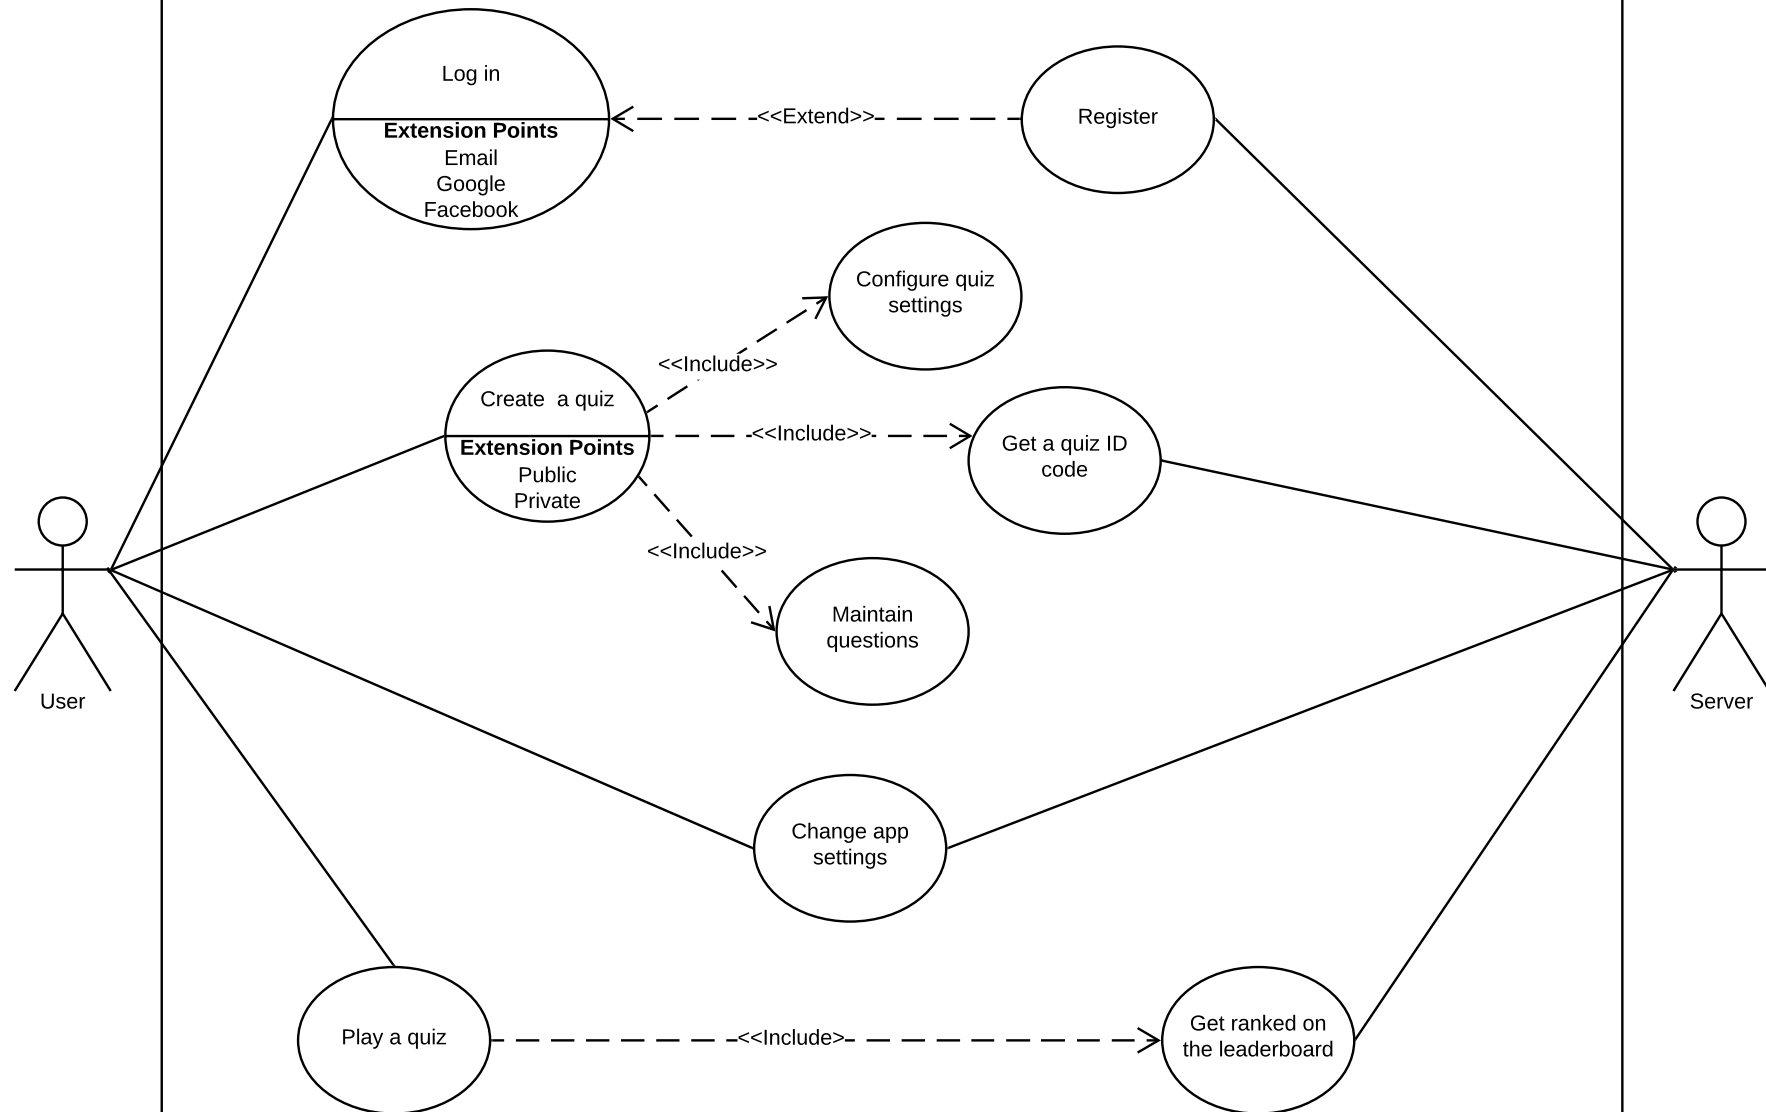 Log in
Extension Points
Email
Google
Facebook
<<Extend>>
Register
Configure quiz
settings
<<Include>>
Create  a quiz
Extension Points
Public
Private
<<Include>>
Get a quiz ID
code
<<Include>>
Maintain
questions
User
Server
Change app
settings
Play a quiz
<<Include>
Get ranked on
the leaderboard